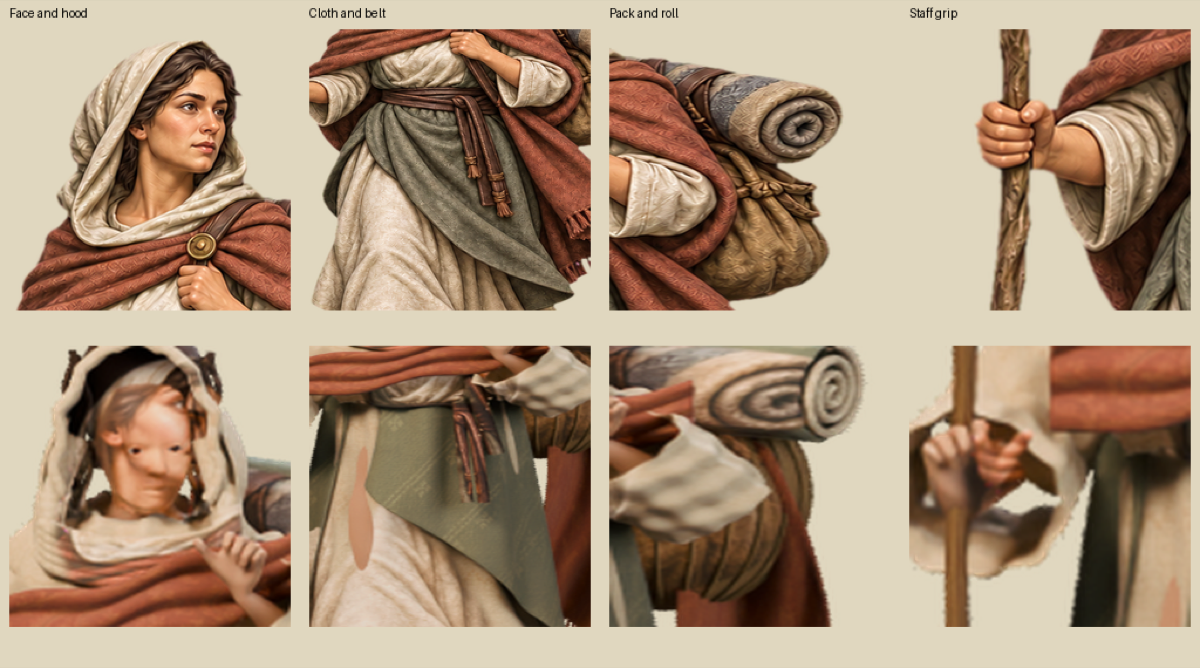 Face and hood
Cloth and belt
Pack and roll
Staff grip